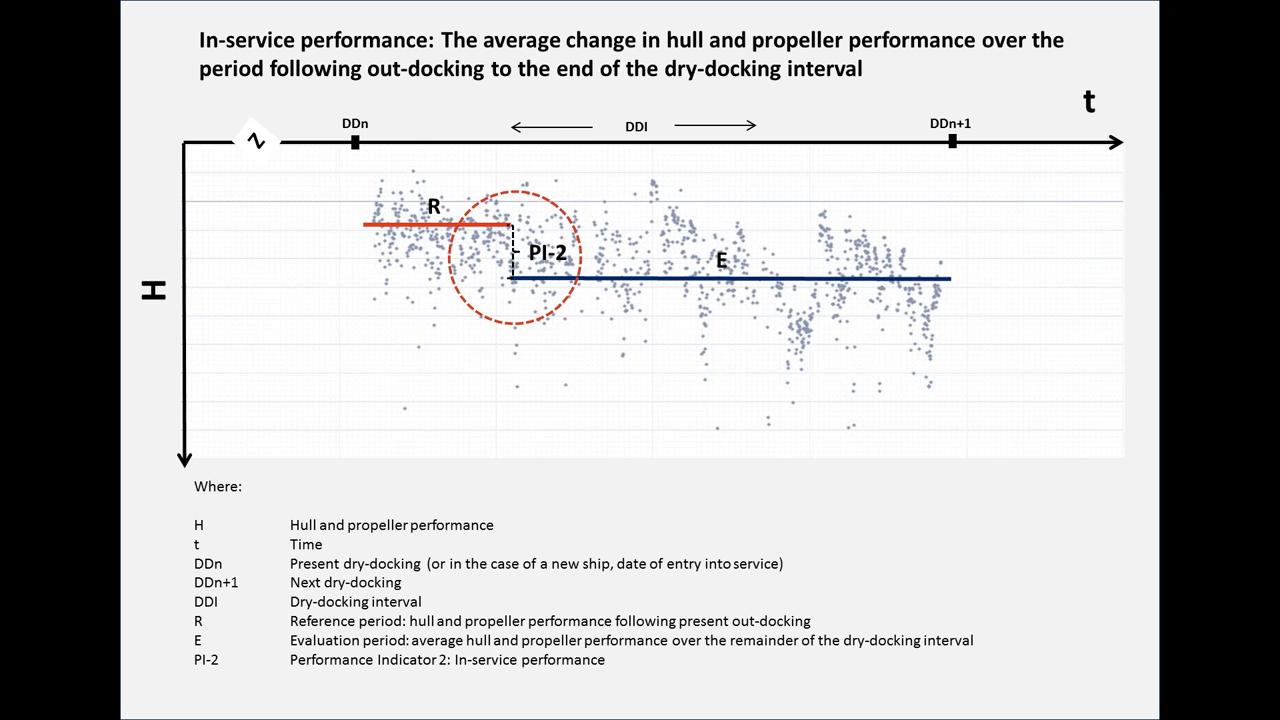 In-service performance: The average change in hull and propeller performance over the
period following out-docking to the end of the dry-docking interval
t
DDn
DDI
DDn+1
R
PI-2
E
H
Where:
H Hull and propeller performance
t Time
DDn Present dry-docking (or in the case of a new ship, date of entry into service)
DDn+1 Next dry-docking
DDI Dry-docking interval
R Reference period: hull and propeller performance following present out-docking
E Evaluation period: average hull and propeller performance over the remainder of the dry-docking interval
PI-2 Performance Indicator 2: In-service performance